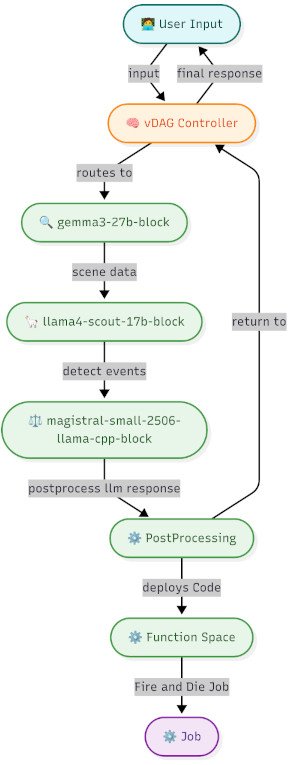 User Input
input
final response
vDAG Controller
routes to
gemma3-27b-block
scene data
llama4-scout-17b-block
return to
detect events
magistral-small-2506-
llama-cpp-block
postprocess llm response
PostProcessing
deploys Code
Function Space
Fire and Die Job
Job